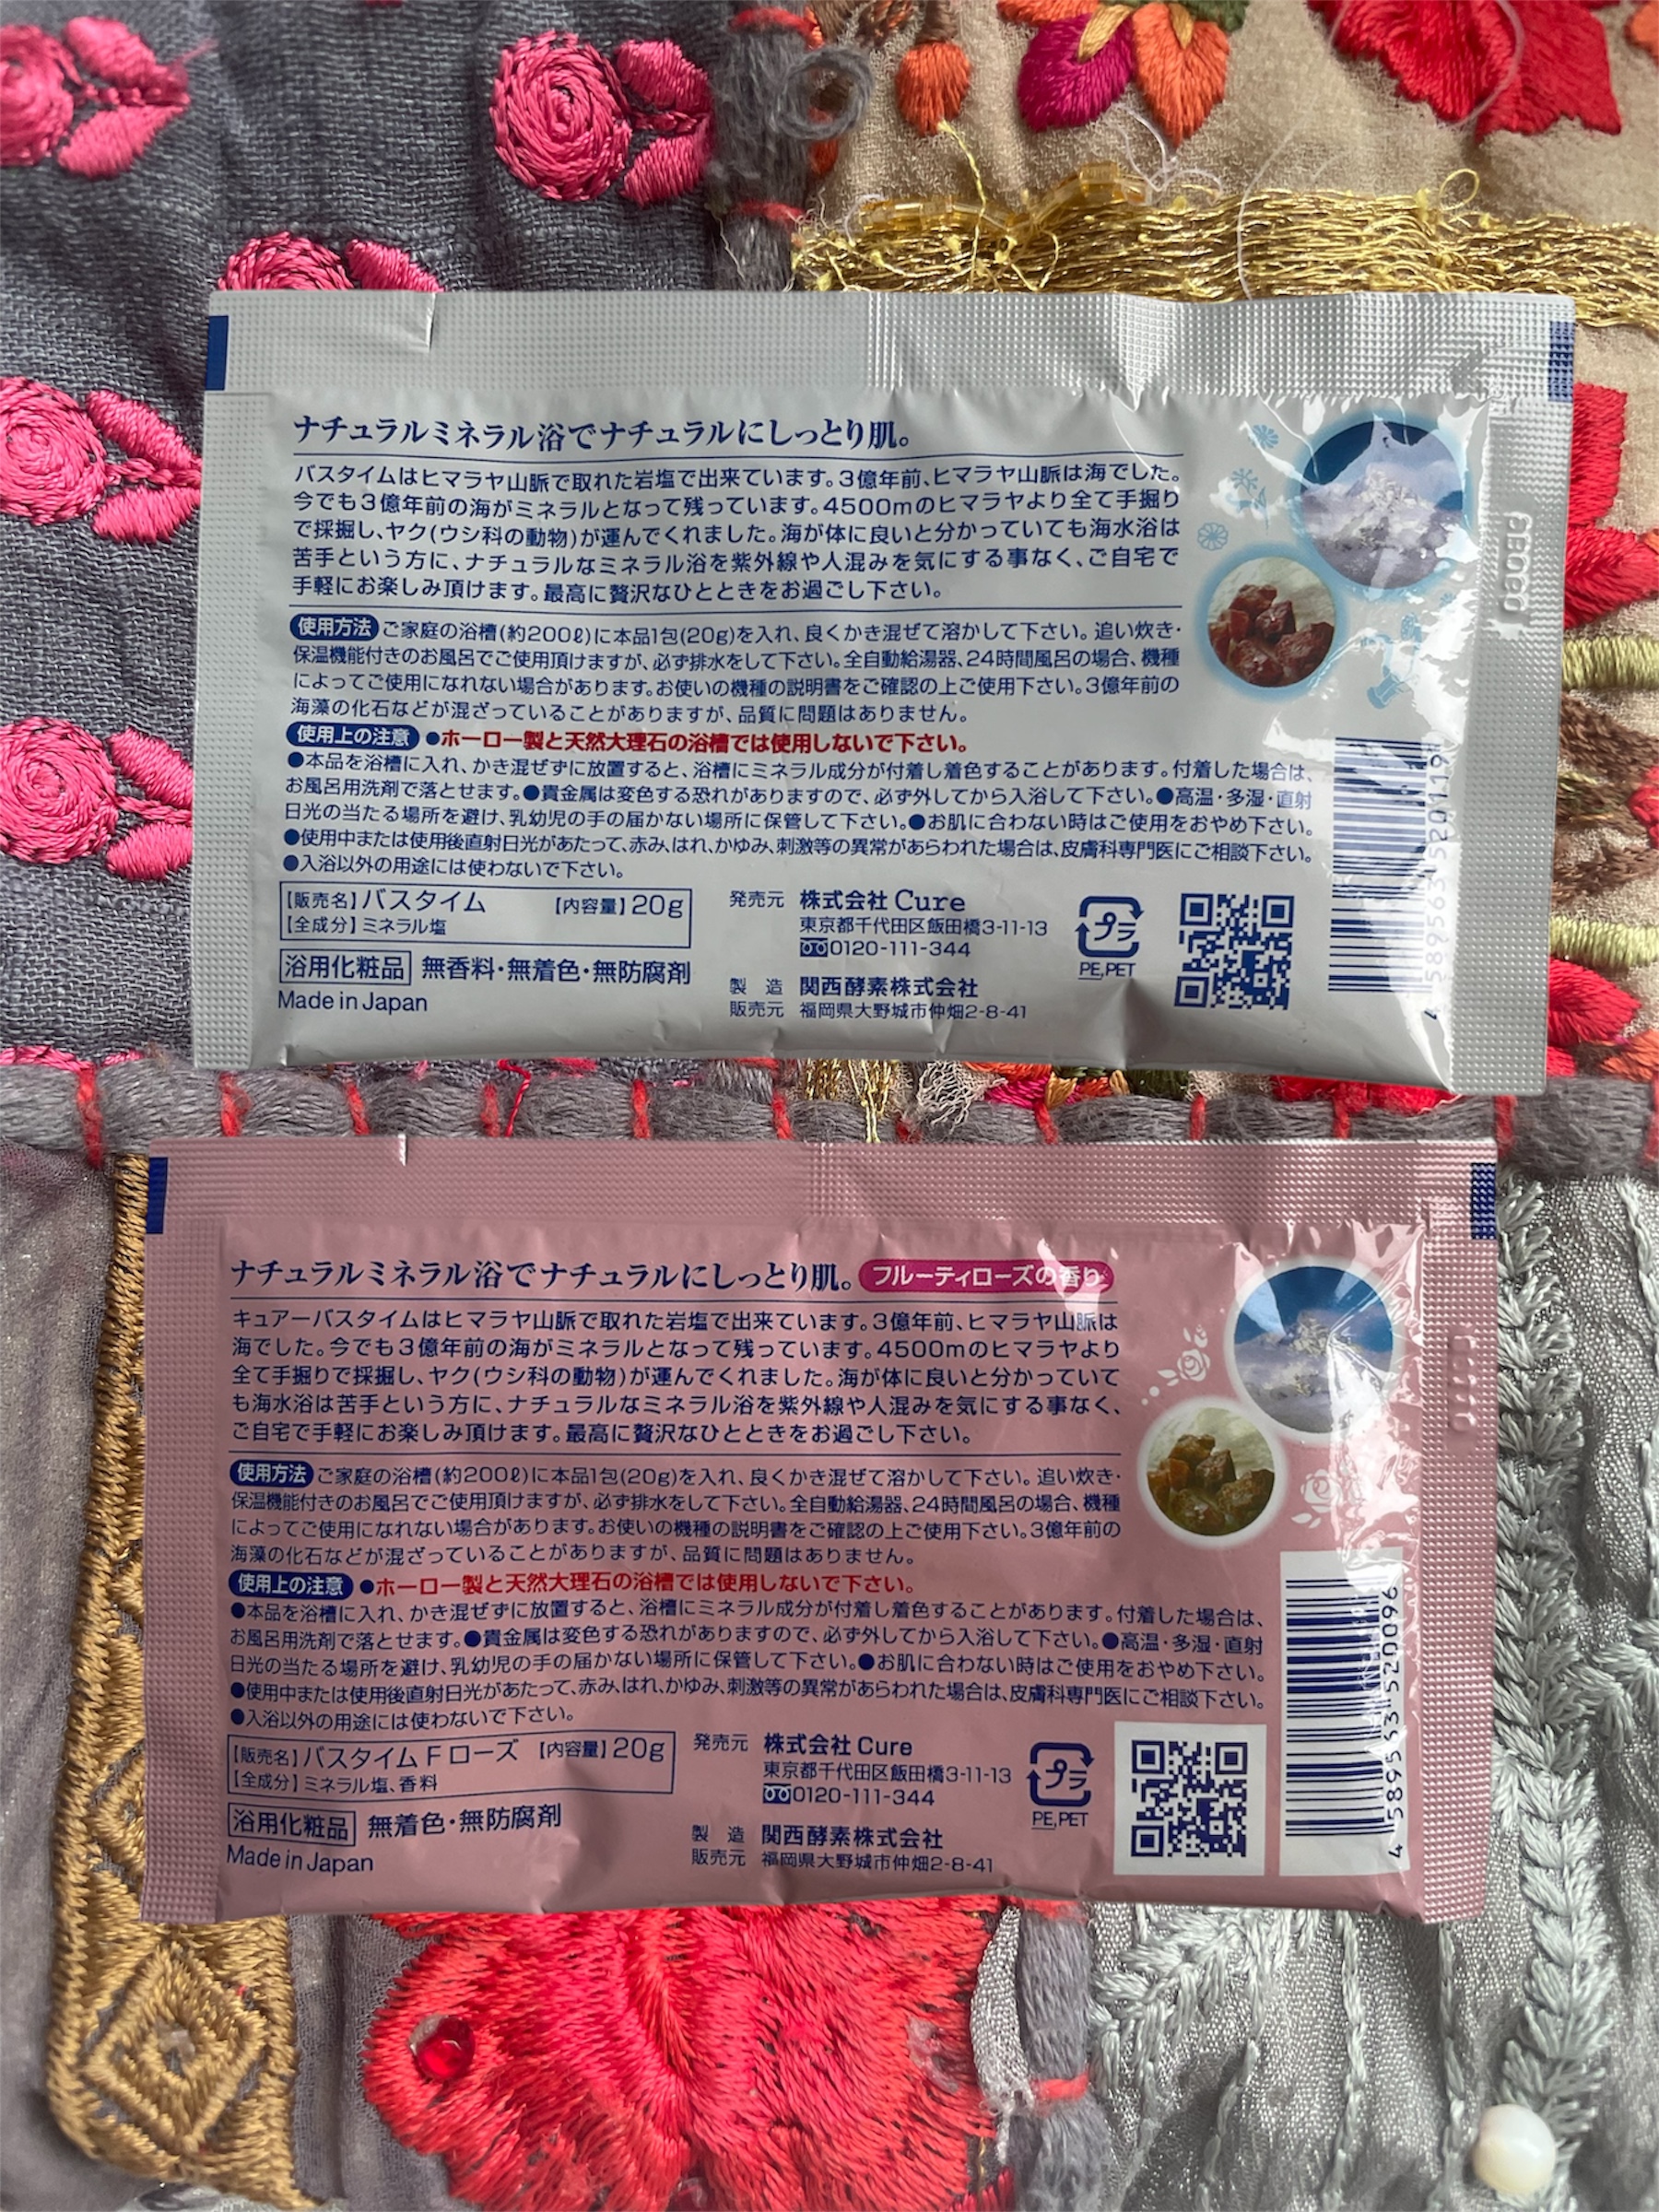 ナチュラルミネラル浴でナチュラルにしっとり肌。
バスタイムはヒマラヤ山脈で取れた岩塩で出来ています。3億年前、ヒマラヤ山脈は海でした。
今でも3億年前の海がミネラルとなって残っています。4500mのヒマラヤより全て手掘り
で採掘し、ヤク(ウシ科の動物)が運んでくれました。海が体に良いと分かっていても海水浴は
苦手という方に、ナチュラルなミネラル浴を紫外線や人混みを気にする事なく、ご自宅で
手軽にお楽しみ頂けます。最高に贅沢なひとときをお過ごし下さい。
使用方法 ご家庭の浴槽(約200ℓ)に本品1包(20g)を入れ、良くかき混ぜて溶かして下さい。追い炊き・
保温機能付きのお風呂でご使用頂けますが、必ず排水をして下さい。全自動給湯器、24時間風呂の場合、機種
によってご使用になれない場合があります。お使いの機種の説明書をご確認の上ご使用下さい。3億年前の
海藻の化石などが混ざっていることがありますが、品質に問題はありません。
使用上の注意 ●ホーロー製と天然大理石の浴槽では使用しないで下さい。
●本品を浴槽に入れ、かき混ぜずに放置すると、浴槽にミネラル成分が付着し着色することがあります。付着した場合は、
お風呂用洗剤で落とせます。●貴金属は変色する恐れがありますので、必ず外してから入浴して下さい。●高温・多湿・直射
日光の当たる場所を避け、乳幼児の手の届かない場所に保管して下さい。●お肌に合わない時はご使用をおやめ下さい。
●使用中または使用後直射日光があたって、赤み、はれ、かゆみ、刺激等の異常があらわれた場合は、皮膚科専門医にご相談下さい。
●入浴以外の用途には使わないで下さい。
【販売名】バスタイム 【内容量】20g
【全成分】ミネラル塩
浴用化粧品 無香料・無着色・無防腐剤
Made in Japan
発売元 株式会社 Cure
東京都千代田区飯田橋3-11-13
0120-111-344
製造 関西酵素株式会社
販売元 福岡県大野城市仲畑2-8-41
プラ
PE,PET
ナチュラルミネラル浴でナチュラルにしっとり肌。 フルーティローズの香り
キュアーバスタイムはヒマラヤ山脈で取れた岩塩で出来ています。3億年前、ヒマラヤ山脈は
海でした。今でも3億年前の海がミネラルとなって残っています。4500mのヒマラヤより
全て手掘りで採掘し、ヤク(ウシ科の動物)が運んでくれました。海が体に良いと分かっていて
も海水浴は苦手という方に、ナチュラルなミネラル浴を紫外線や人混みを気にする事なく、
ご自宅で手軽にお楽しみ頂けます。最高に贅沢なひとときをお過ごし下さい。
使用方法 ご家庭の浴槽(約200ℓ)に本品1包(20g)を入れ、良くかき混ぜて溶かして下さい。追い炊き・
保温機能付きのお風呂でご使用頂けますが、必ず排水をして下さい。全自動給湯器、24時間風呂の場合、機種
によってご使用になれない場合があります。お使いの機種の説明書をご確認の上ご使用下さい。3億年前の
海藻の化石などが混ざっていることがありますが、品質に問題はありません。
使用上の注意 ●ホーロー製と天然大理石の浴槽では使用しないで下さい。
●本品を浴槽に入れ、かき混ぜずに放置すると、浴槽にミネラル成分が付着し着色することがあります。付着した場合は、
お風呂用洗剤で落とせます。●貴金属は変色する恐れがありますので、必ず外してから入浴して下さい。●高温・多湿・直射
日光の当たる場所を避け、乳幼児の手の届かない場所に保管して下さい。●お肌に合わない時はご使用をおやめ下さい。
●使用中または使用後直射日光があたって、赤み、はれ、かゆみ、刺激等の異常があらわれた場合は、皮膚科専門医にご相談下さい。
●入浴以外の用途には使わないで下さい。
【販売名】バスタイム F ローズ 【内容量】20g
【全成分】ミネラル塩、香料
浴用化粧品 無着色・無防腐剤
Made in Japan
発売元 株式会社 Cure
東京都千代田区飯田橋3-11-13
0120-111-344
製造 関西酵素株式会社
販売元 福岡県大野城市仲畑2-8-41
プラ
PE,PET